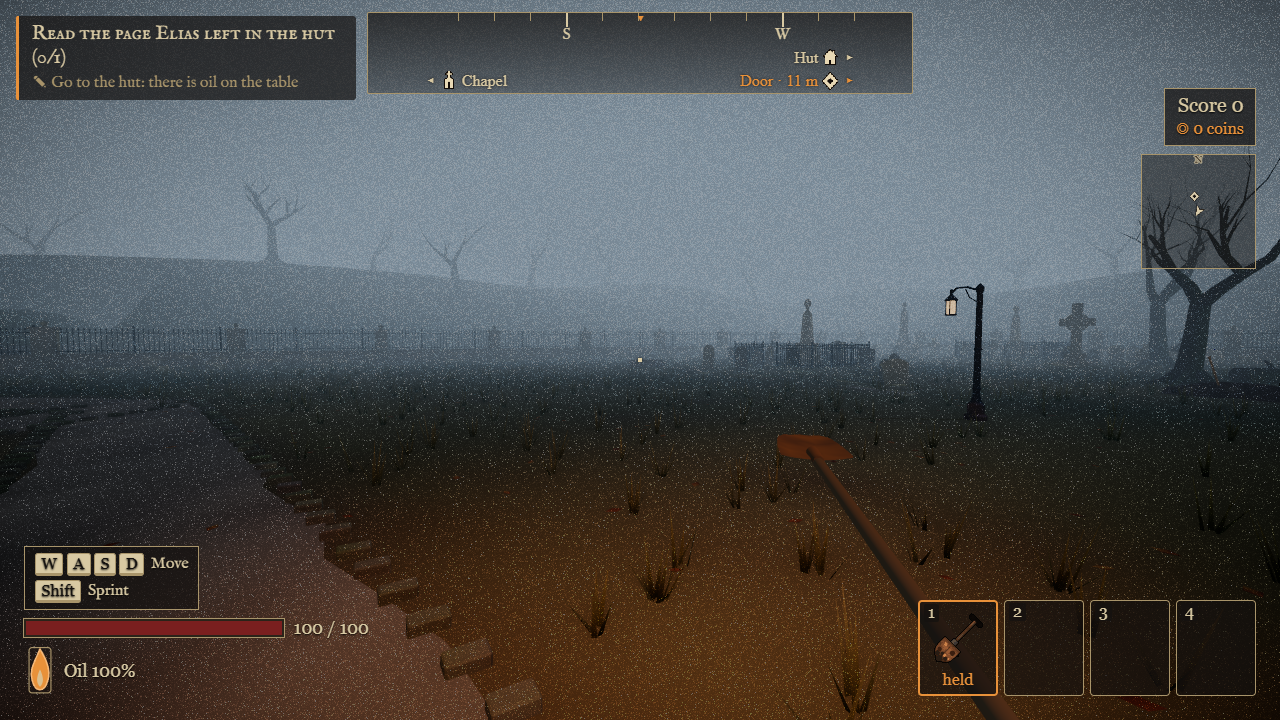 Read the page Elias left in the hut
(0/1)
Go to the hut: there is oil on the table
S
W
Hut
Chapel
Door · 11 m
Score 0
0 coins
W A S D Move
Shift Sprint
100 / 100
Oil 100%
1
2
3
4
held